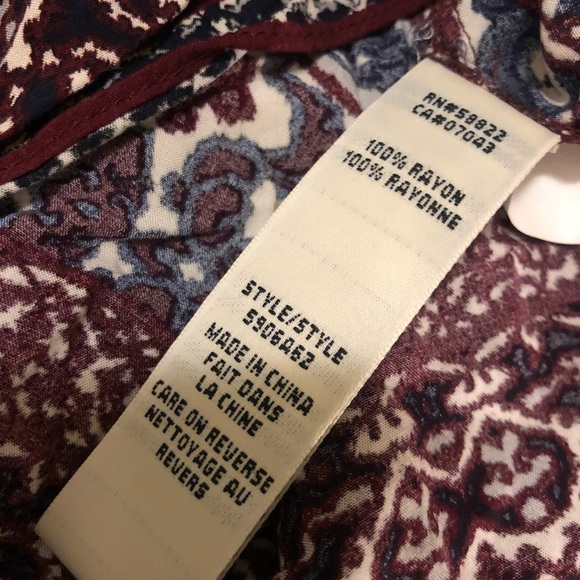 RN#58822
CA#07043
100% RAYON
100% RAYONNE
STYLE/STYLE
5906A62
MADE IN CHINA
FAIT DANS
LA CHINE
CARE ON REVERSE
NETTOYAGE AU
REVERS